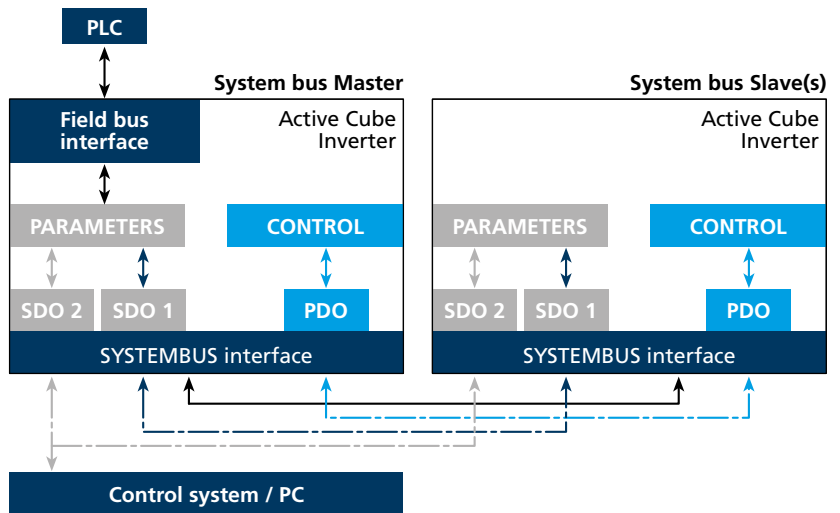 PLC
System bus Master
System bus Slave(s)
Field bus
interface
Active Cube
Inverter
Active Cube
Inverter
PARAMETERS
CONTROL
PARAMETERS
CONTROL
SDO 2
SDO 1
PDO
SDO 2
SDO 1
PDO
SYSTEMBUS interface
SYSTEMBUS interface
Control system / PC